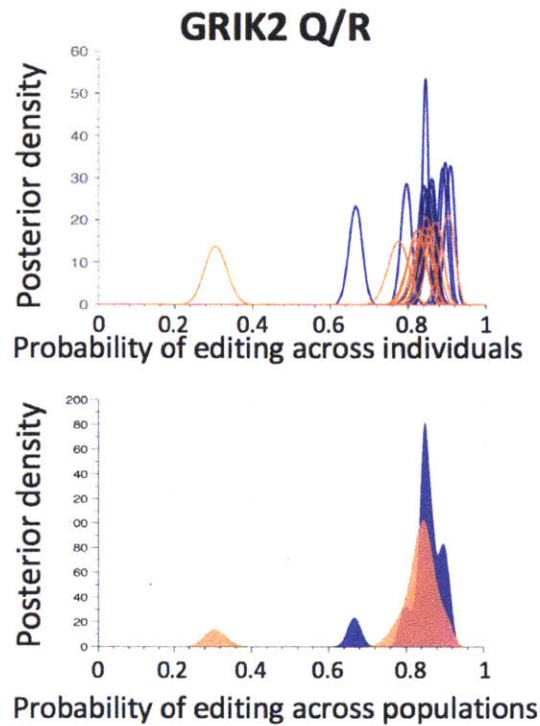 GRIK2 Q/R
Posterior density
60
50
40
30
20
10
0
0 0.2 0.4 0.6 0.8 1
Probability of editing across individuals
Posterior density
200
80
60
40
20
00
80
60
40
20
0
0 0.2 0.4 0.6 0.8 1
Probability of editing across populations